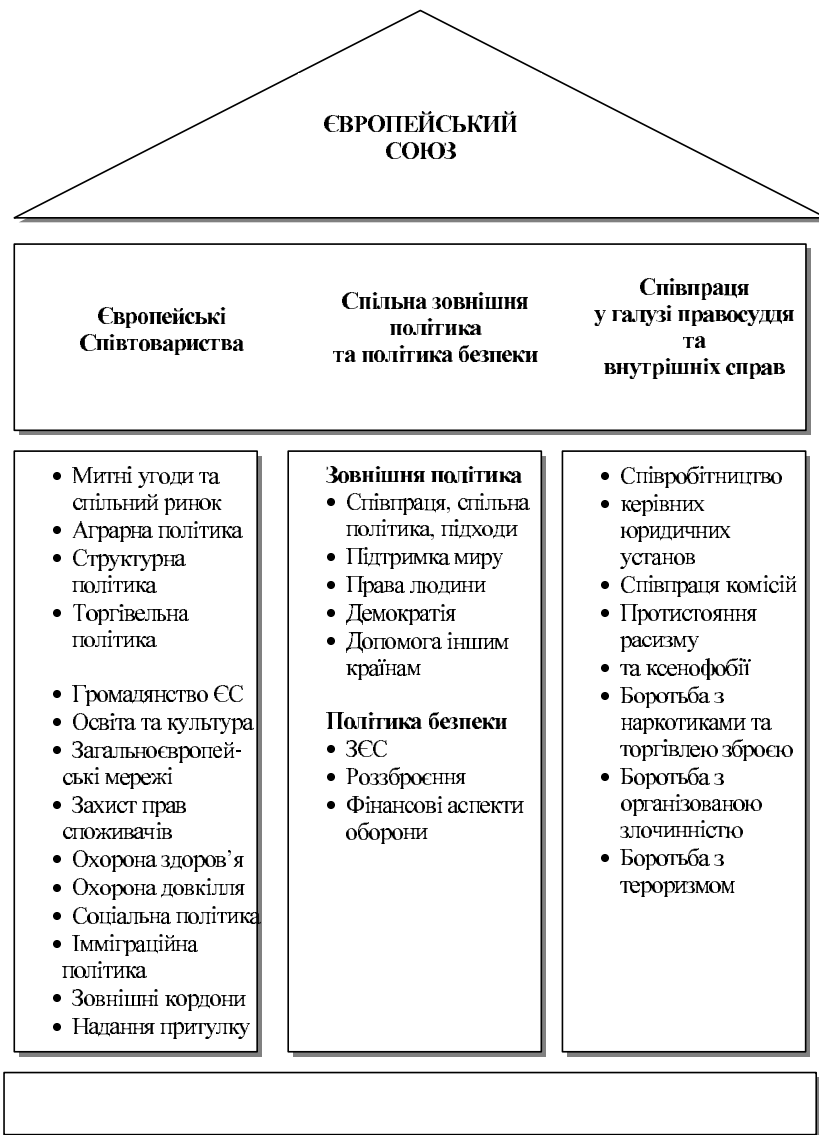 ЄВРОПЕЙСЬКИЙ
СОЮЗ
Європейські
Співтовариства
Спільна зовнішня
політика
та політика безпеки
Співпраця
у галузі правосуддя
та
внутрішніх справ
• Митні угоди та
спільний ринок
• Аграрна політика
• Структурна
політика
• Торгівельна
політика
• Громадянство ЄС
• Освіта та культура
• Загальноєвропей-
ські мережі
• Захист прав
споживачів
• Охорона здоров’я
• Охорона довкілля
• Соціальна політика
• Імміграційна
політика
• Зовнішні кордони
• Надання притулку
Зовнішня політика
• Співпраця, спільна
політика, підходи
• Підтримка миру
• Права людини
• Демократія
• Допомога іншим
країнам
Політика безпеки
• ЗЄС
• Роззброєння
• Фінансові аспекти
оборони
• Співробітництво
• керівних
юридичних
установ
• Співпраця комісій
• Протистояння
расизму
• та ксенофобії
• Боротьба з
наркотиками та
торгівлею зброєю
• Боротьба з
організованою
злочинністю
• Боротьба з
тероризмом